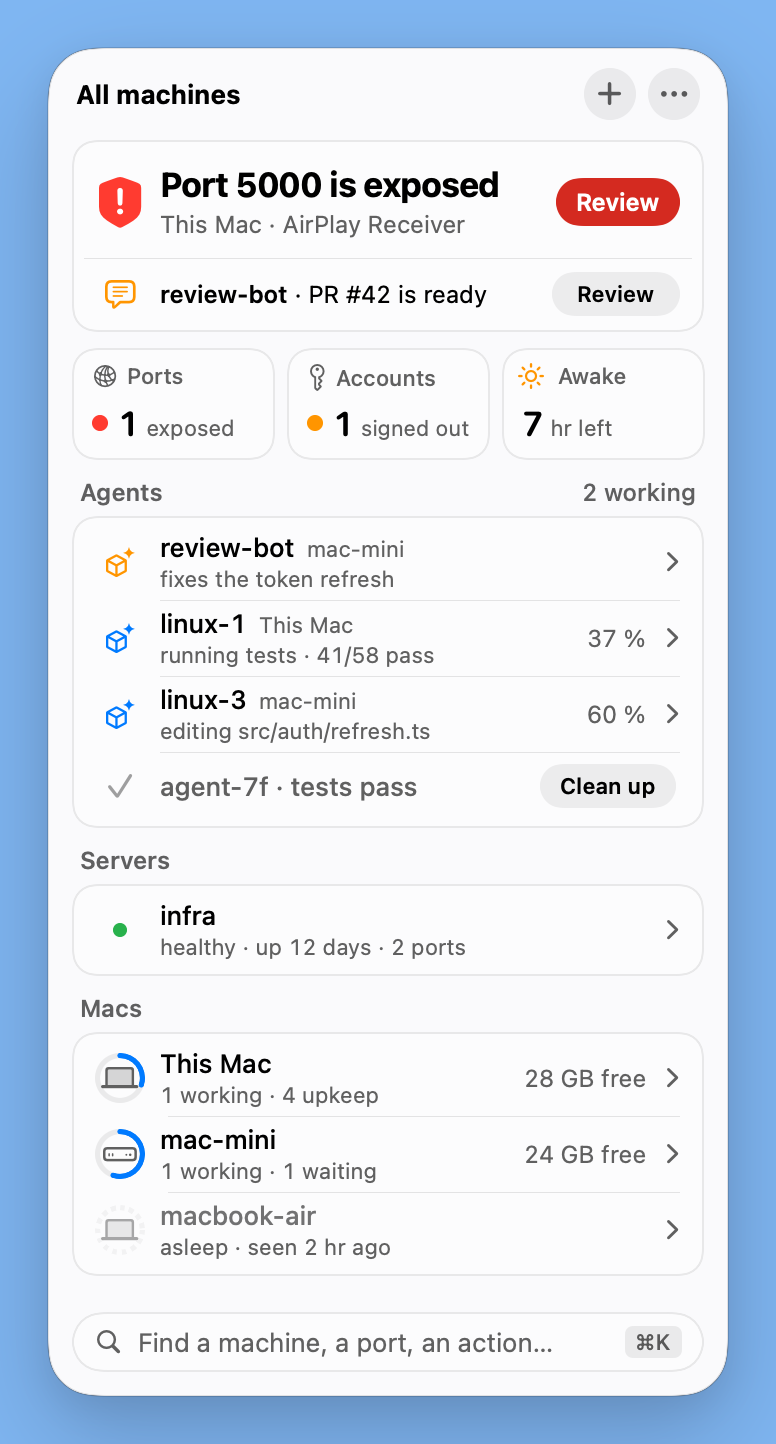 All machines
Port 5000 is exposed
This Mac · AirPlay Receiver
Review
review-bot · PR #42 is ready
Review
Ports
1 exposed
Accounts
1 signed out
Awake
7 hr left
Agents
2 working
review-bot mac-mini
fixes the token refresh
linux-1 This Mac
running tests · 41/58 pass
37 %
linux-3 mac-mini
editing src/auth/refresh.ts
60 %
agent-7f · tests pass
Clean up
Servers
infra
healthy · up 12 days · 2 ports
Macs
This Mac
1 working · 4 upkeep
28 GB free
mac-mini
1 working · 1 waiting
24 GB free
macbook-air
asleep · seen 2 hr ago
Find a machine, a port, an action...
⌘K